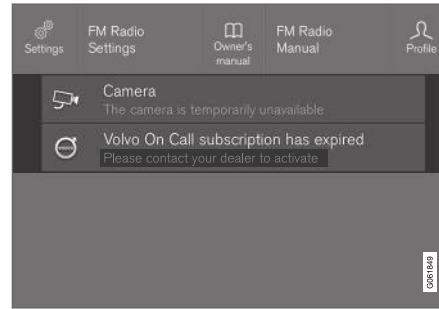 Settings
FM Radio
Settings
Owner's
manual
FM Radio
Manual
Profile
Camera
The camera is temporarily unavailable
Volvo On Call subscription has expired
Please contact your dealer to activate
G061849